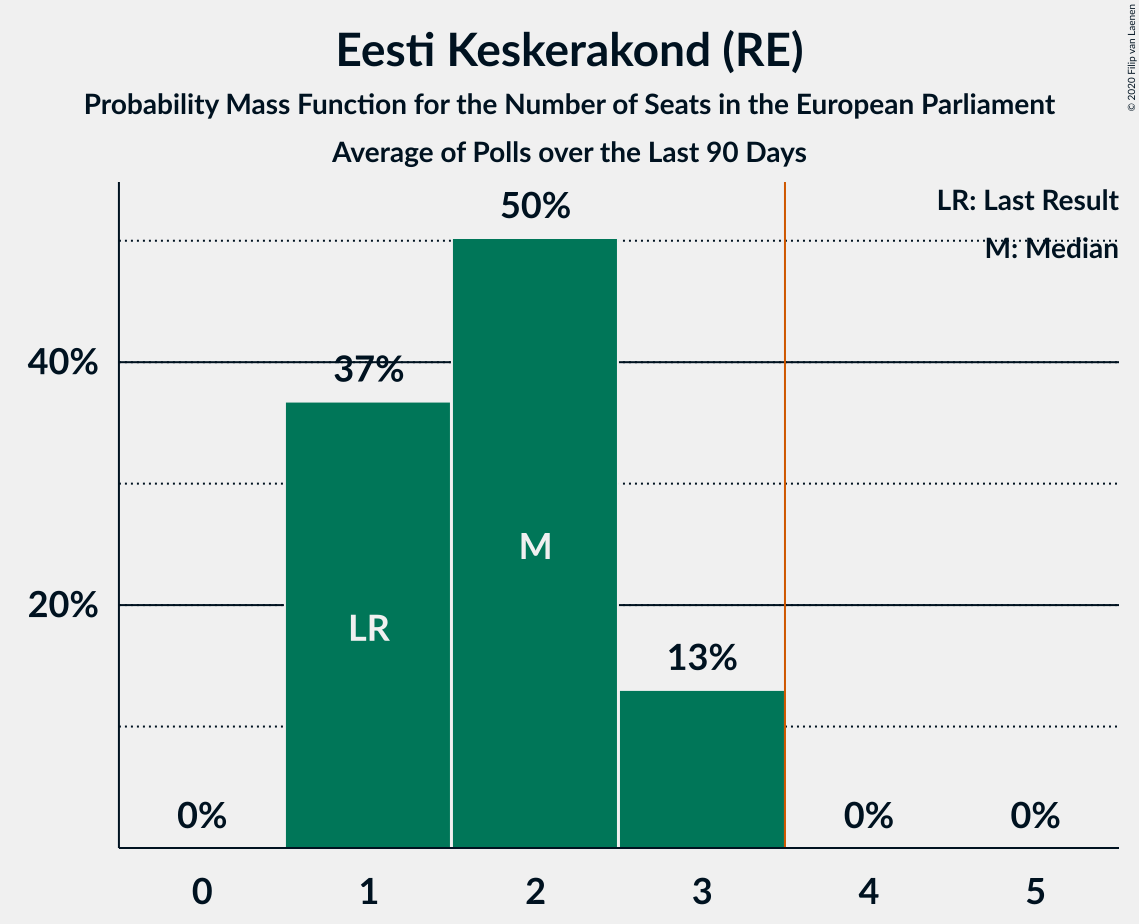 Eesti Keskerakond (RE)
Probability Mass Function for the Number of Seats in the European Parliament
Average of Polls over the Last 90 Days
© 2020 Filip van Laenen
LR: Last Result
M: Median
50%
40%
37%
M
20%
LR
13%
0%
0%
0%
0 1 2 3 4 5